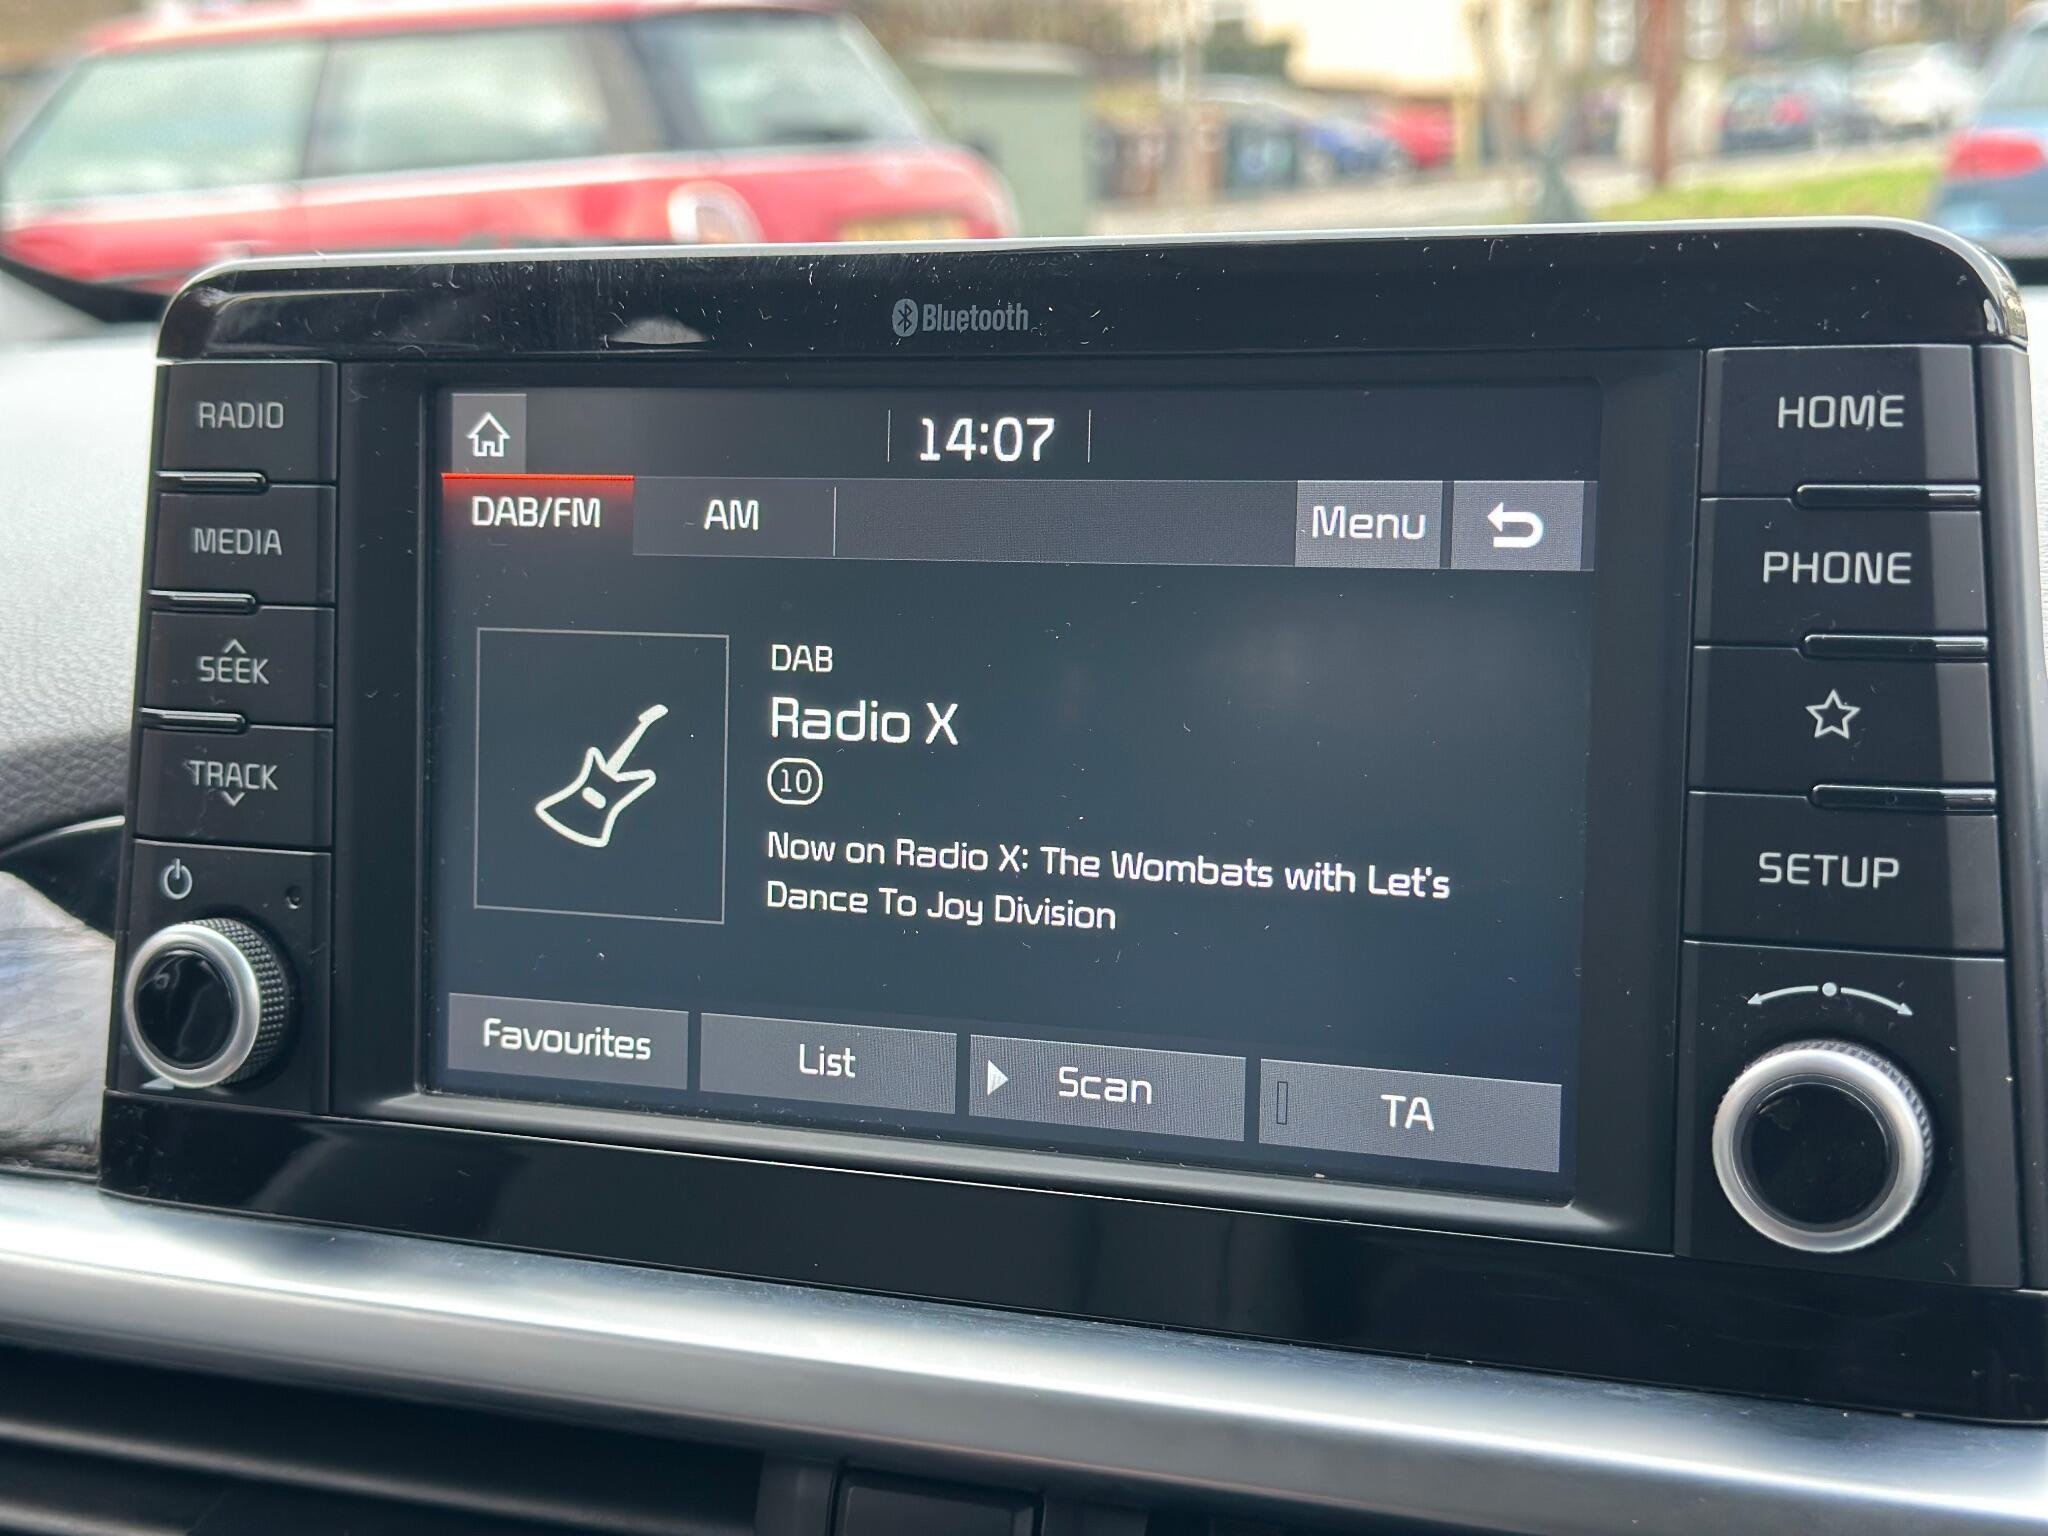 Bluetooth
RADIO
MEDIA
SEEK
TRACK
14:07
DAB/FM
AM
Menu
DAB
Radio X
10
Now on Radio X: The Wombats with Let's
Dance To Joy Division
Favourites
List
Scan
TA
HOME
PHONE
SETUP